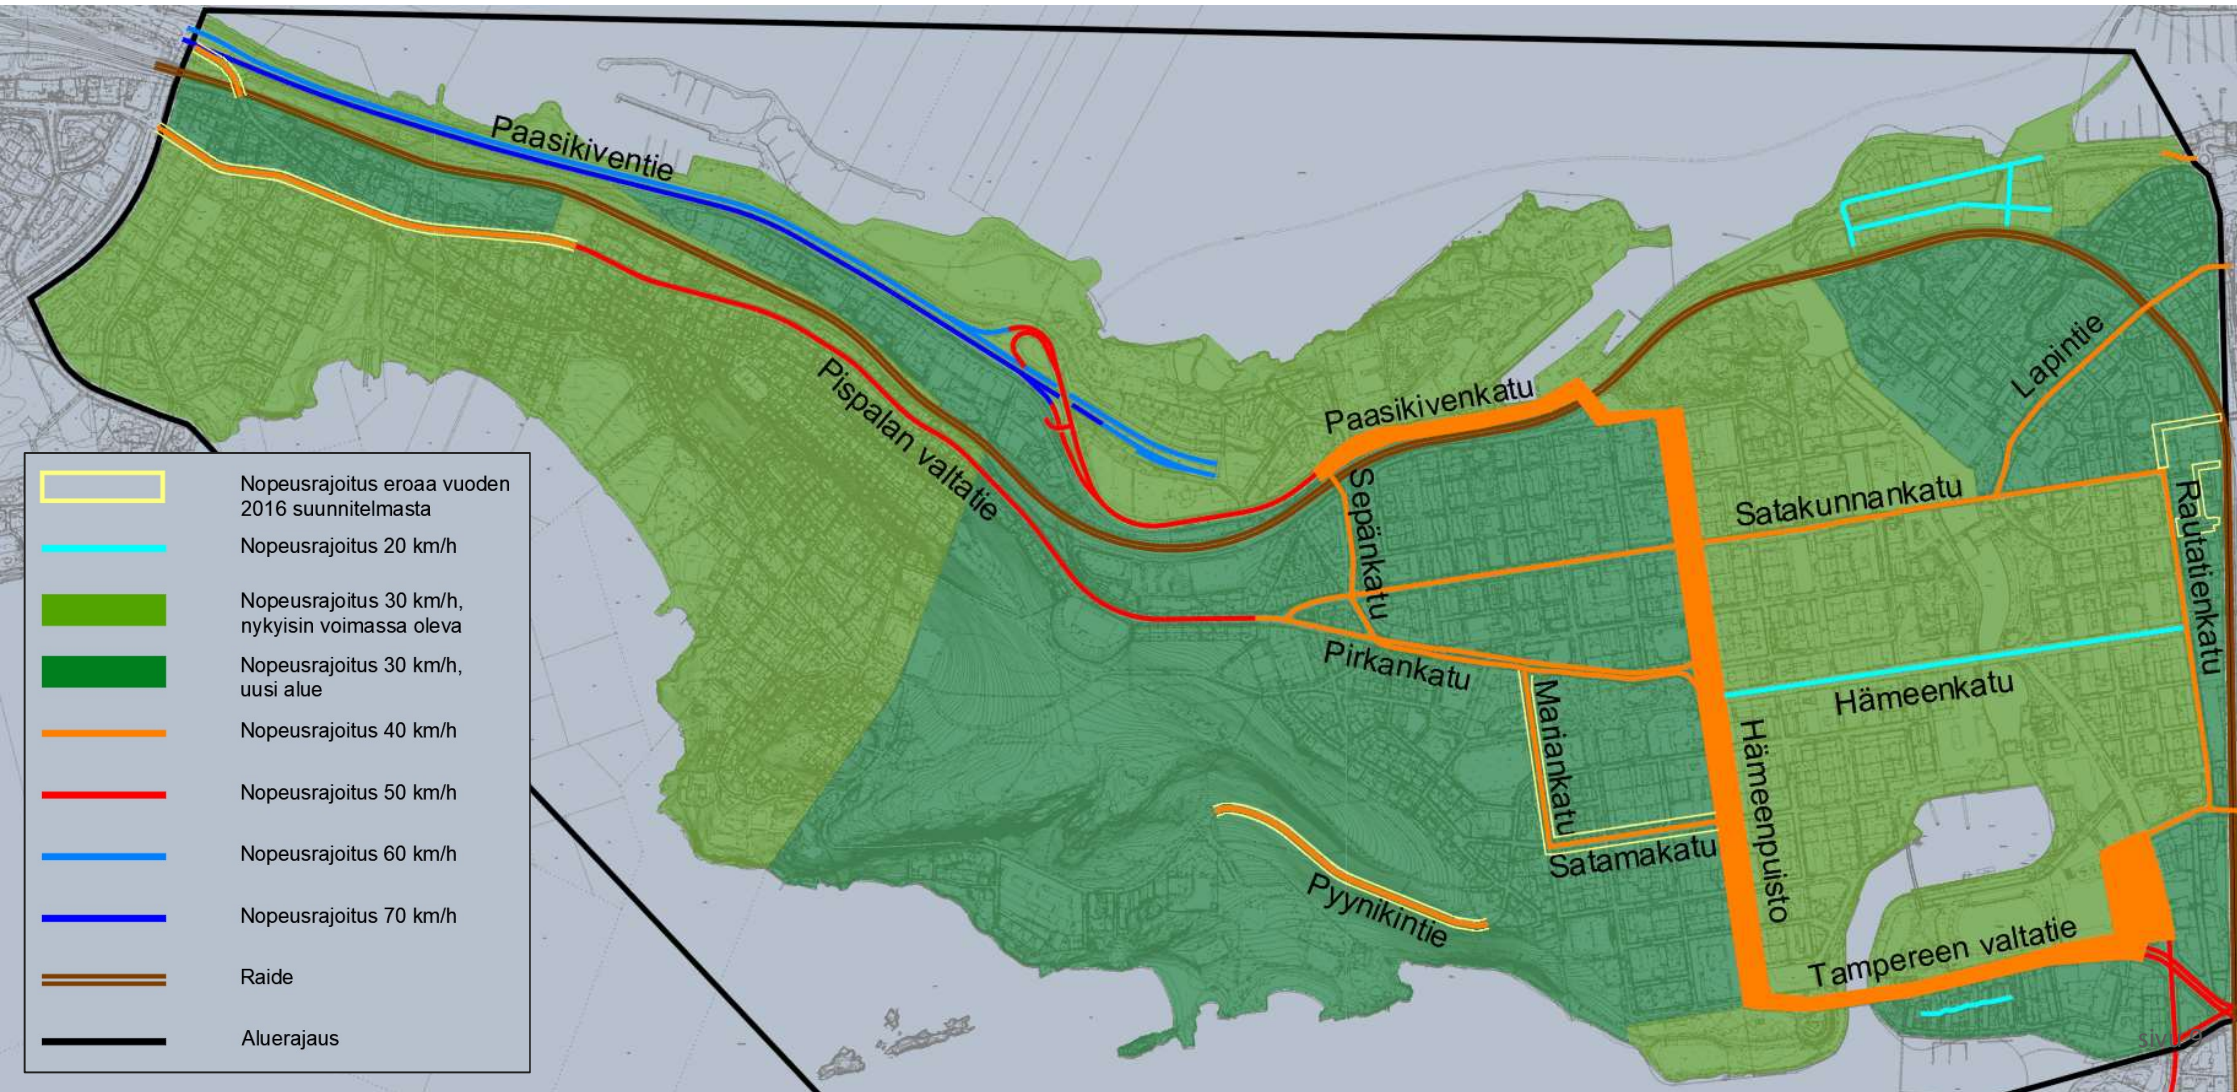 Paasikiventie
Pispalan valtatie
Paasikivenkatu
Sepänkatu
Pirkankatu
Mariankatu
Satamakatu
Pyynikintie
Hämeenpuisto
Satakunnankatu
Lapintie
Rautatienkatu
Hämeenkatu
Tampereen valtatie
Nopeusrajoitus eroaa vuoden
2016 suunnitelmasta
Nopeusrajoitus 20 km/h
Nopeusrajoitus 30 km/h,
nykyisin voimassa oleva
Nopeusrajoitus 30 km/h,
uusi alue
Nopeusrajoitus 40 km/h
Nopeusrajoitus 50 km/h
Nopeusrajoitus 60 km/h
Nopeusrajoitus 70 km/h
Raide
Aluerajaus